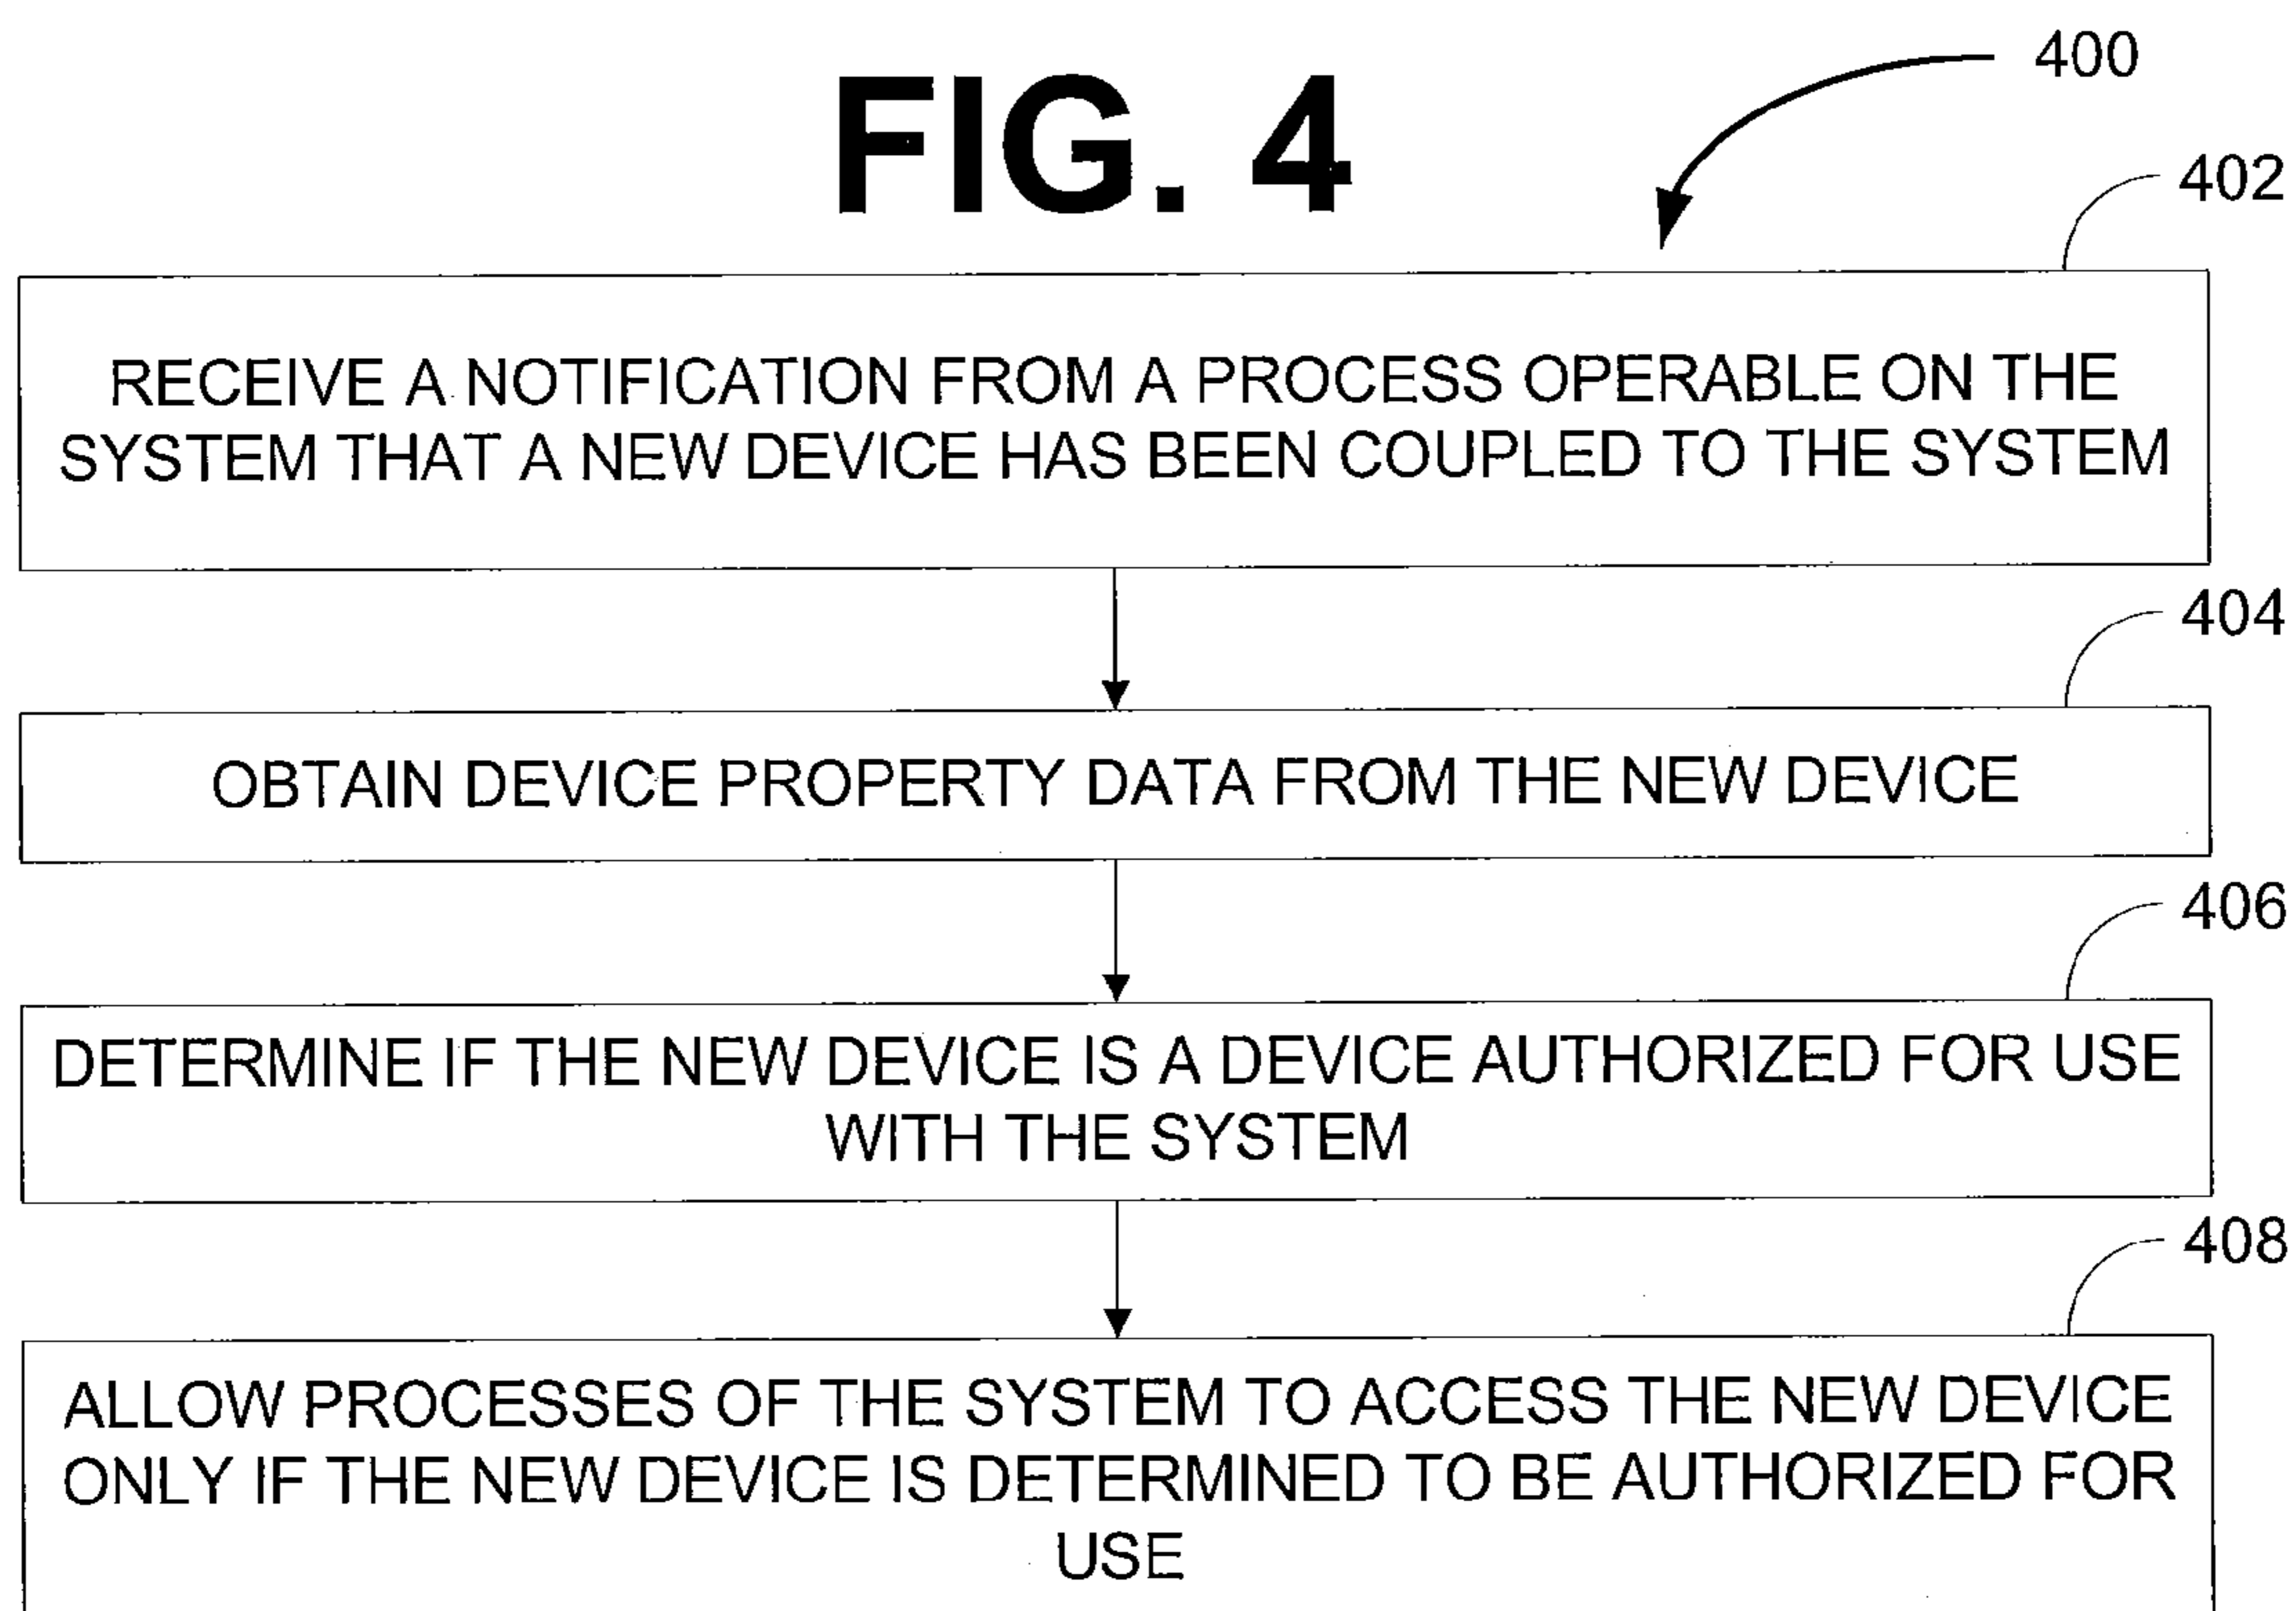 FIG. 4
400
402
RECEIVE A NOTIFICATION FROM A PROCESS OPERABLE ON THE
SYSTEM THAT A NEW DEVICE HAS BEEN COUPLED TO THE SYSTEM
404
OBTAIN DEVICE PROPERTY DATA FROM THE NEW DEVICE
406
DETERMINE IF THE NEW DEVICE IS A DEVICE AUTHORIZED FOR USE
WITH THE SYSTEM
408
ALLOW PROCESSES OF THE SYSTEM TO ACCESS THE NEW DEVICE
ONLY IF THE NEW DEVICE IS DETERMINED TO BE AUTHORIZED FOR
USE